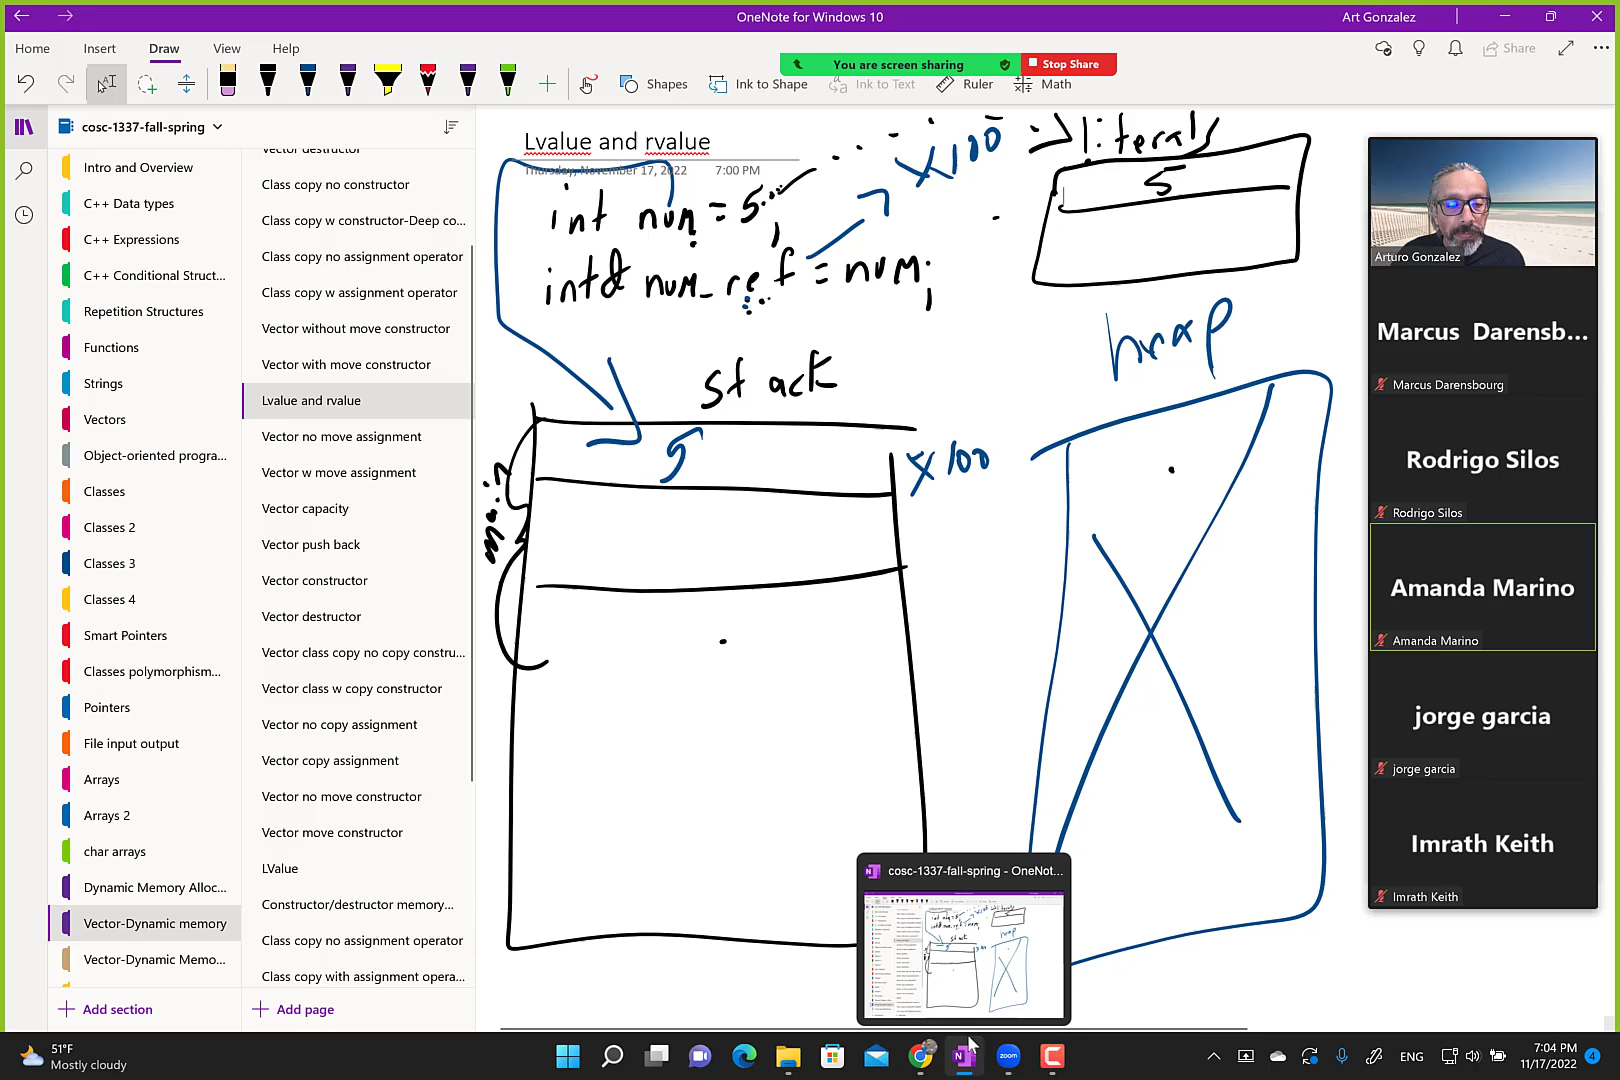 OneNote for Windows 10
Art Gonzalez
Home
Insert
Draw
View
Help
You are screen sharing
Stop Share
Share
Shapes
Ink to Shape
Ink to Text
Ruler
Math
cosc-1337-fall-spring
Intro and Overview
C++ Data types
C++ Expressions
C++ Conditional Struct...
Repetition Structures
Functions
Strings
Vectors
Object-oriented progra...
Classes
Classes 2
Classes 3
Classes 4
Smart Pointers
Classes polymorphism...
Pointers
File input output
Arrays
Arrays 2
char arrays
Dynamic Memory Alloc...
Vector-Dynamic memory
Vector-Dynamic Memo...
Add section
Vector destructor
Class copy no constructor
Class copy w constructor-Deep co...
Class copy no assignment operator
Class copy w assignment operator
Vector without move constructor
Vector with move constructor
Lvalue and rvalue
Vector no move assignment
Vector w move assignment
Vector capacity
Vector push back
Vector constructor
Vector destructor
Vector class copy no copy constru...
Vector class w copy constructor
Vector no copy assignment
Vector copy assignment
Vector no move constructor
Vector move constructor
LValue
Constructor/destructor memory...
Class copy no assignment operator
Class copy with assignment opera...
Add page
Lvalue and rvalue
Thursday, November 17, 2022 7:00 PM
int num = 5;
x100
literals
5
int& num_ref = num;
stack
heap
5
x100
main
Arturo Gonzalez
Marcus Darensb...
Marcus Darensbourg
Rodrigo Silos
Rodrigo Silos
Amanda Marino
Amanda Marino
jorge garcia
jorge garcia
Imrath Keith
Imrath Keith
cosc-1337-fall-spring - OneNot...
51°F
Mostly cloudy
zoom
ENG
7:04 PM
11/17/2022
4